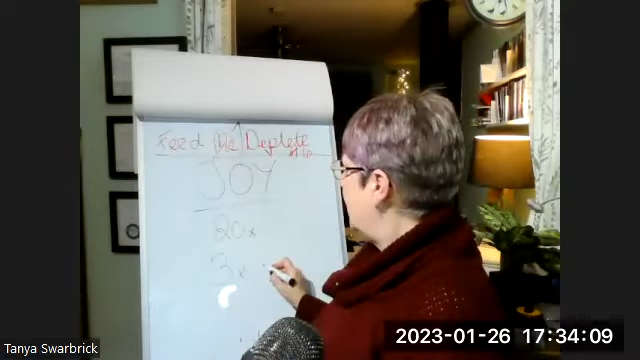 Feed Me / Deplete Me
JOY
20x
3x
Tanya Swarbrick
2023-01-26 17:34:09